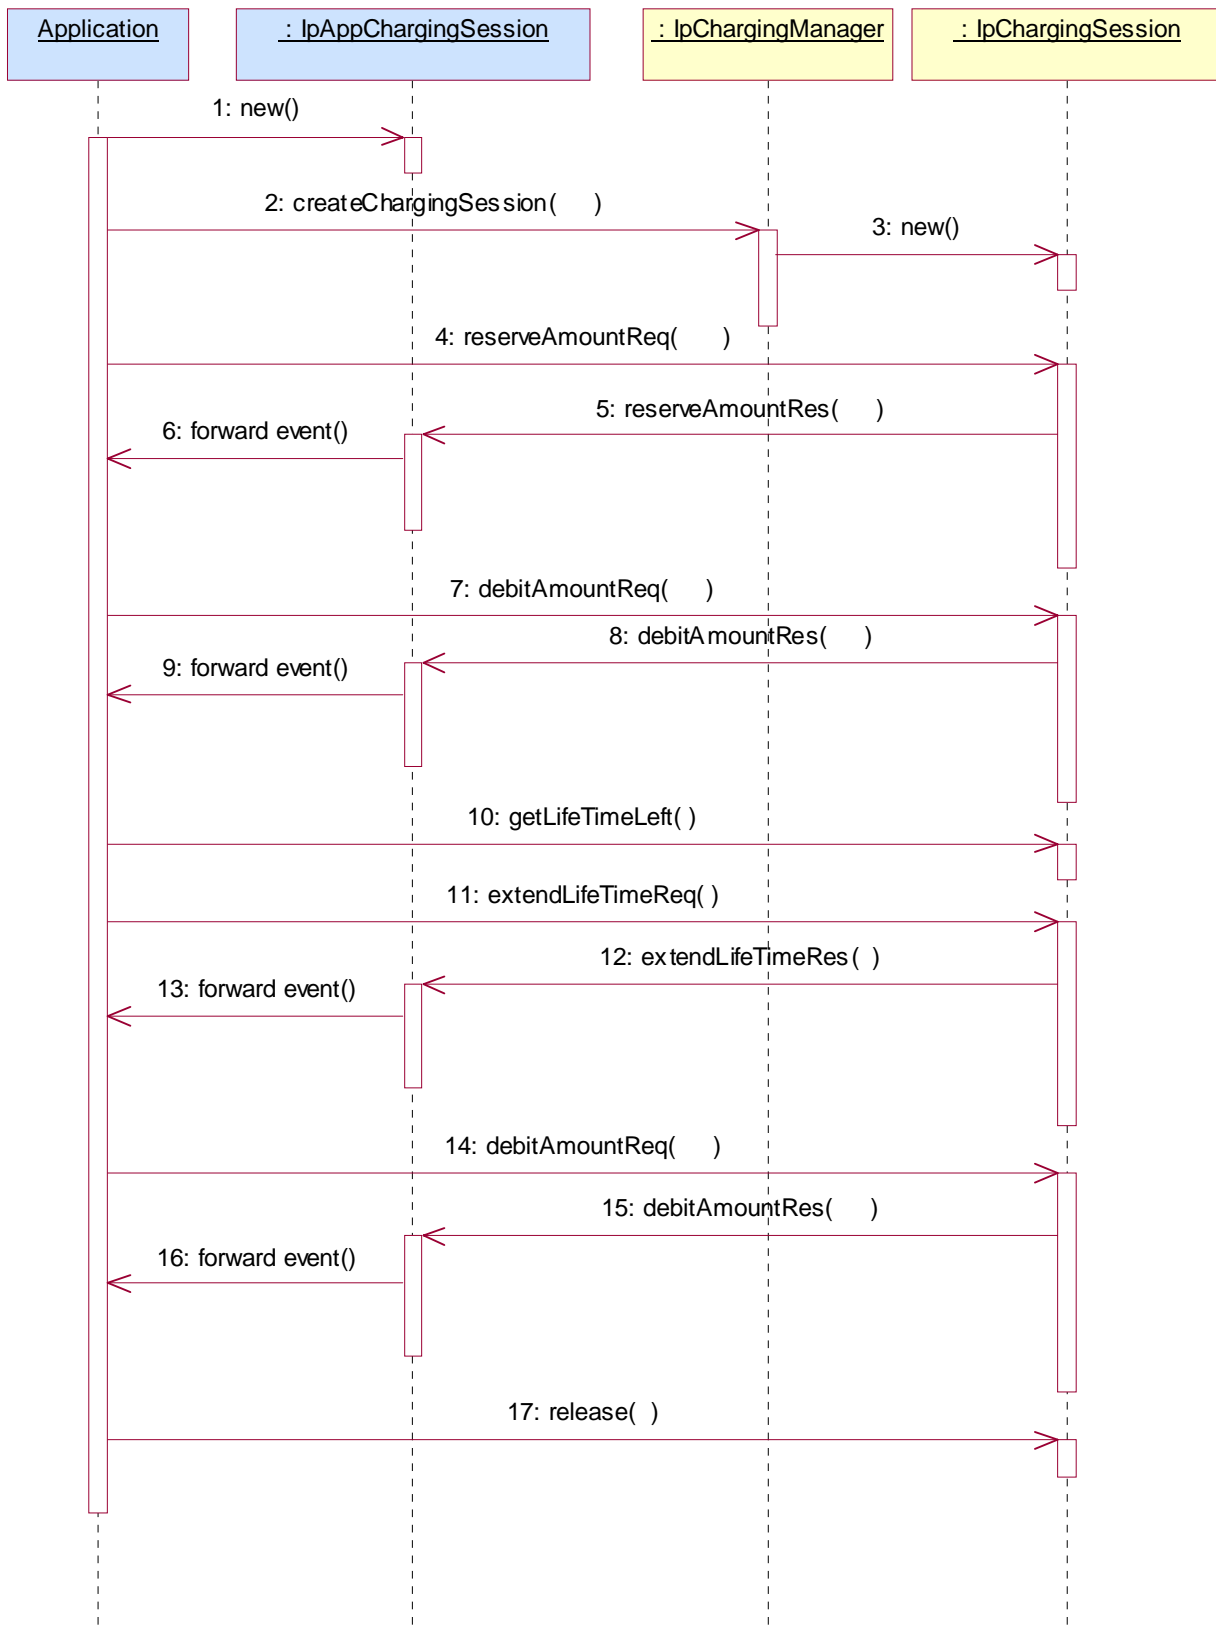 Application
: IpAppChargingSession
: IpChargingManager
: IpChargingSession
1: new()
2: createChargingSession( )
3: new()
4: reserveAmountReq( )
5: reserveAmountRes( )
6: forward event()
7: debitAmountReq( )
8: debitAmountRes( )
9: forward event()
10: getLifeTimeLeft( )
11: extendLifeTimeReq( )
12: extendLifeTimeRes( )
13: forward event()
14: debitAmountReq( )
15: debitAmountRes( )
16: forward event()
17: release( )